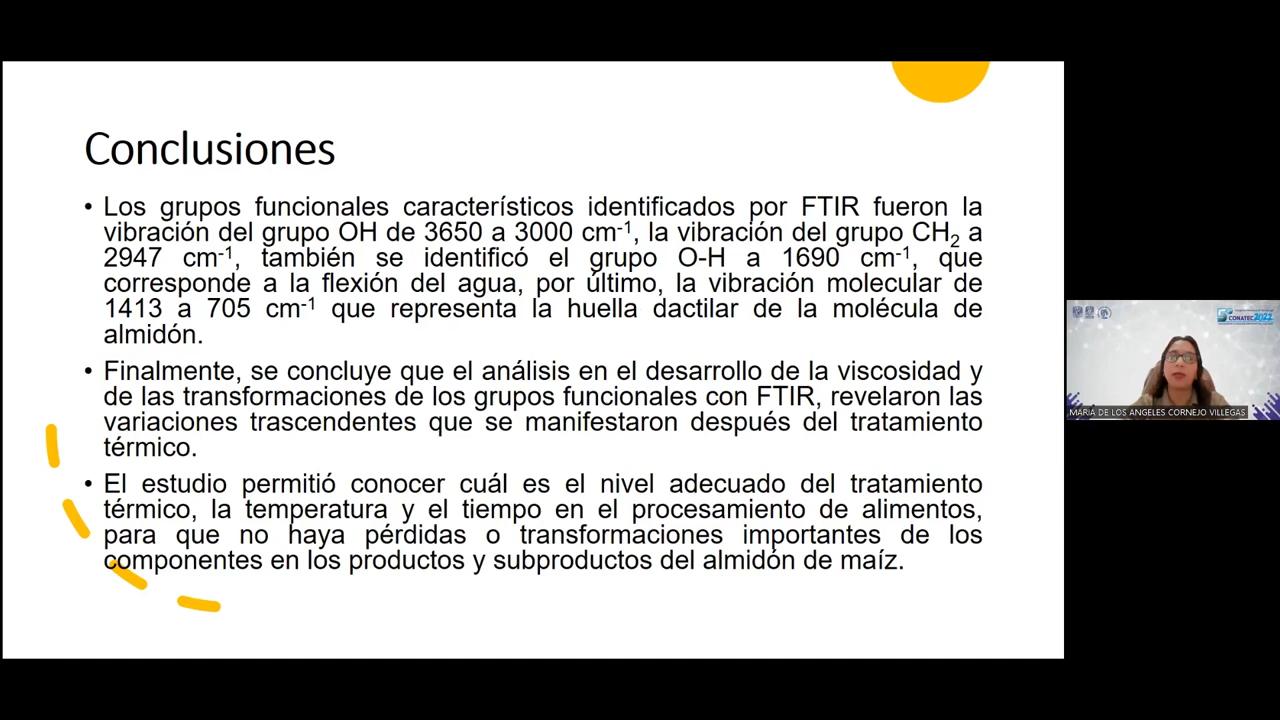 Conclusiones
• Los grupos funcionales característicos identificados por FTIR fueron la
vibración del grupo OH de 3650 a 3000 cm⁻¹, la vibración del grupo CH₂ a
2947 cm⁻¹, también se identificó el grupo O-H a 1690 cm⁻¹, que
corresponde a la flexión del agua, por último, la vibración molecular de
1413 a 705 cm⁻¹ que representa la huella dactilar de la molécula de
almidón.
• Finalmente, se concluye que el análisis en el desarrollo de la viscosidad y
de las transformaciones de los grupos funcionales con FTIR, revelaron las
variaciones trascendentes que se manifestaron después del tratamiento
térmico.
• El estudio permitió conocer cuál es el nivel adecuado del tratamiento
térmico, la temperatura y el tiempo en el procesamiento de alimentos,
para que no haya pérdidas o transformaciones importantes de los
componentes en los productos y subproductos del almidón de maíz.
CONATEC 2022
MARIA DE LOS ANGELES CORNEJO VILLEGAS